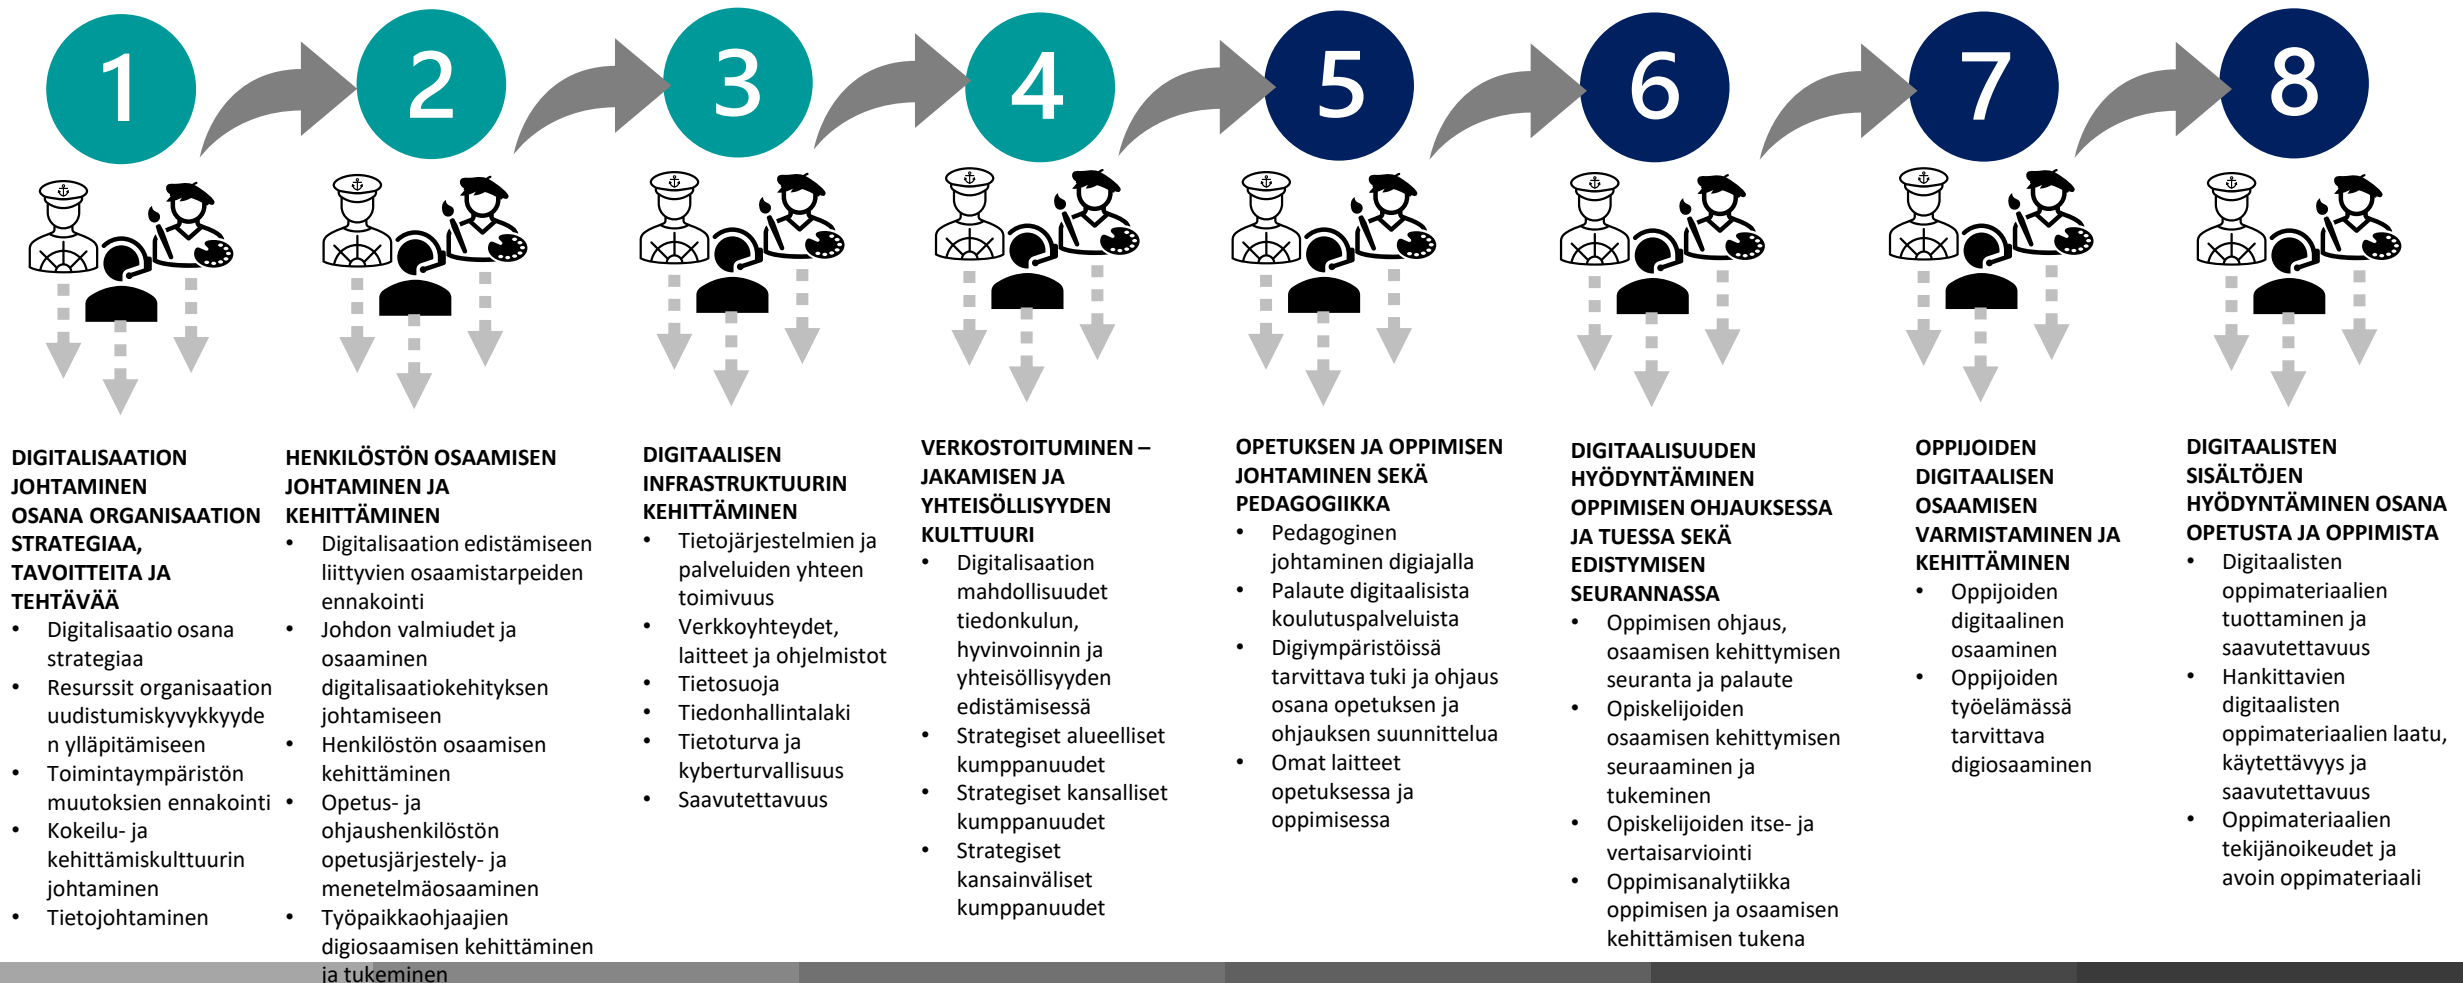 1
2
3
4
5
6
7
8
DIGITALISAATION
JOHTAMINEN
OSANA ORGANISAATION
STRATEGIAA,
TAVOITTEITA JA
TEHTÄVÄÄ
• Digitalisaatio osana
strategiaa
• Resurssit organisaation
uudistumiskyvykkyyde
n ylläpitämiseen
• Toimintaympäristön
muutoksien ennakointi
• Kokeilu- ja
kehittämiskulttuurin
johtaminen
• Tietojohtaminen
HENKILÖSTÖN OSAAMISEN
JOHTAMINEN JA
KEHITTÄMINEN
• Digitalisaation edistämiseen
liittyvien osaamistarpeiden
ennakointi
• Johdon valmiudet ja
osaaminen
digitalisaatiokehityksen
johtamiseen
• Henkilöstön osaamisen
kehittäminen
• Opetus- ja
ohjaushenkilöstön
opetusjärjestely- ja
menetelmäosaaminen
• Työpaikkaohjaajien
digiosaamisen kehittäminen
ja tukeminen
DIGITAALISEN
INFRASTRUKTUURIN
KEHITTÄMINEN
• Tietojärjestelmien ja
palveluiden yhteen
toimivuus
• Verkkoyhteydet,
laitteet ja ohjelmistot
• Tietosuoja
• Tiedonhallintalaki
• Tietoturva ja
kyberturvallisuus
• Saavutettavuus
VERKOSTOITUMINEN –
JAKAMISEN JA
YHTEISÖLLISYYDEN
KULTTUURI
• Digitalisaation
mahdollisuudet
tiedonkulun,
hyvinvoinnin ja
yhteisöllisyyden
edistämisessä
• Strategiset alueelliset
kumppanuudet
• Strategiset kansalliset
kumppanuudet
• Strategiset
kansainväliset
kumppanuudet
OPETUKSEN JA OPPIMISEN
JOHTAMINEN SEKÄ
PEDAGOGIIKKA
• Pedagoginen
johtaminen digiajalla
• Palaute digitaalisista
koulutuspalveluista
• Digiympäristöissä
tarvittava tuki ja ohjaus
osana opetuksen ja
ohjauksen suunnittelua
• Omat laitteet
opetuksessa ja
oppimisessa
DIGITAALISUUDEN
HYÖDYNTÄMINEN
OPPIMISEN OHJAUKSESSA
JA TUESSA SEKÄ
EDISTYMISEN
SEURANNASSA
• Oppimisen ohjaus,
osaamisen kehittymisen
seuranta ja palaute
• Opiskelijoiden
osaamisen kehittymisen
seuraaminen ja
tukeminen
• Opiskelijoiden itse- ja
vertaisarviointi
• Oppimisanalytiikka
oppimisen ja osaamisen
kehittämisen tukena
OPPIJOIDEN
DIGITAALISEN
OSAAMISEN
VARMISTAMINEN JA
KEHITTÄMINEN
• Oppijoiden
digitaalinen
osaaminen
• Oppijoiden
työelämässä
tarvittava
digiosaaminen
DIGITAALISTEN
SISÄLTÖJEN
HYÖDYNTÄMINEN OSANA
OPETUSTA JA OPPIMISTA
• Digitaalisten
oppimateriaalien
tuottaminen ja
saavutettavuus
• Hankittavien
digitaalisten
oppimateriaalien laatu,
käytettävyys ja
saavutettavuus
• Oppimateriaalien
tekijänoikeudet ja
avoin oppimateriaali